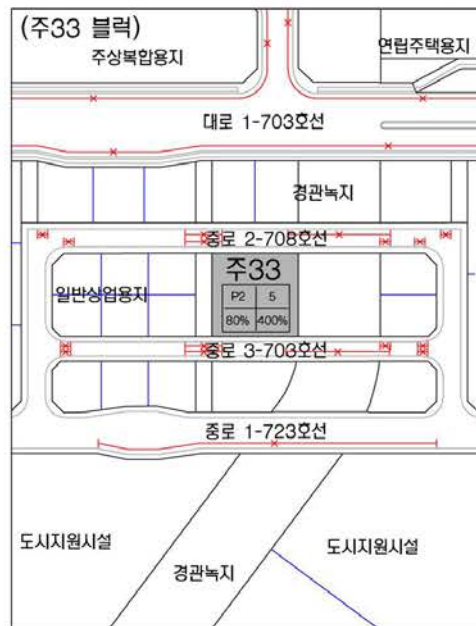 (주33 블럭)
주상복합용지
연립주택용지
대로 1-703호선
경관녹지
중로 2-708호선
주33
일반상업용지
P2 5
80% 400%
중로 3-703호선
중로 1-723호선
도시지원시설
도시지원시설
경관녹지